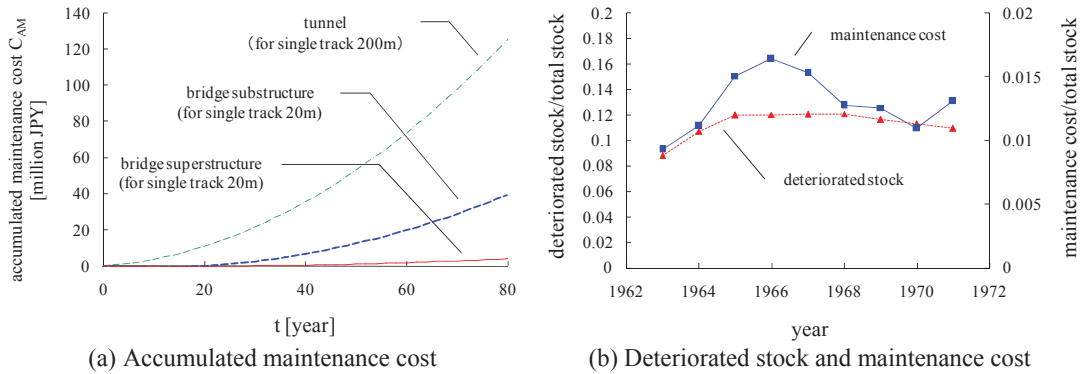 accumulated maintenance cost CAM
[million JPY]
140
120
100
80
60
40
20
0
tunnel
(for single track 200m)
bridge substructure
(for single track 20m)
bridge superstructure
(for single track 20m)
0 20 40 60 80
t [year]
(a) Accumulated maintenance cost
deteriorated stock/total stock
0.2
0.18
0.16
0.14
0.12
0.1
0.08
0.06
0.04
0.02
0
maintenance cost
deteriorated stock
0.02
0.015
0.01
0.005
0
maintenance cost/total stock
1962 1964 1966 1968 1970 1972
year
(b) Deteriorated stock and maintenance cost